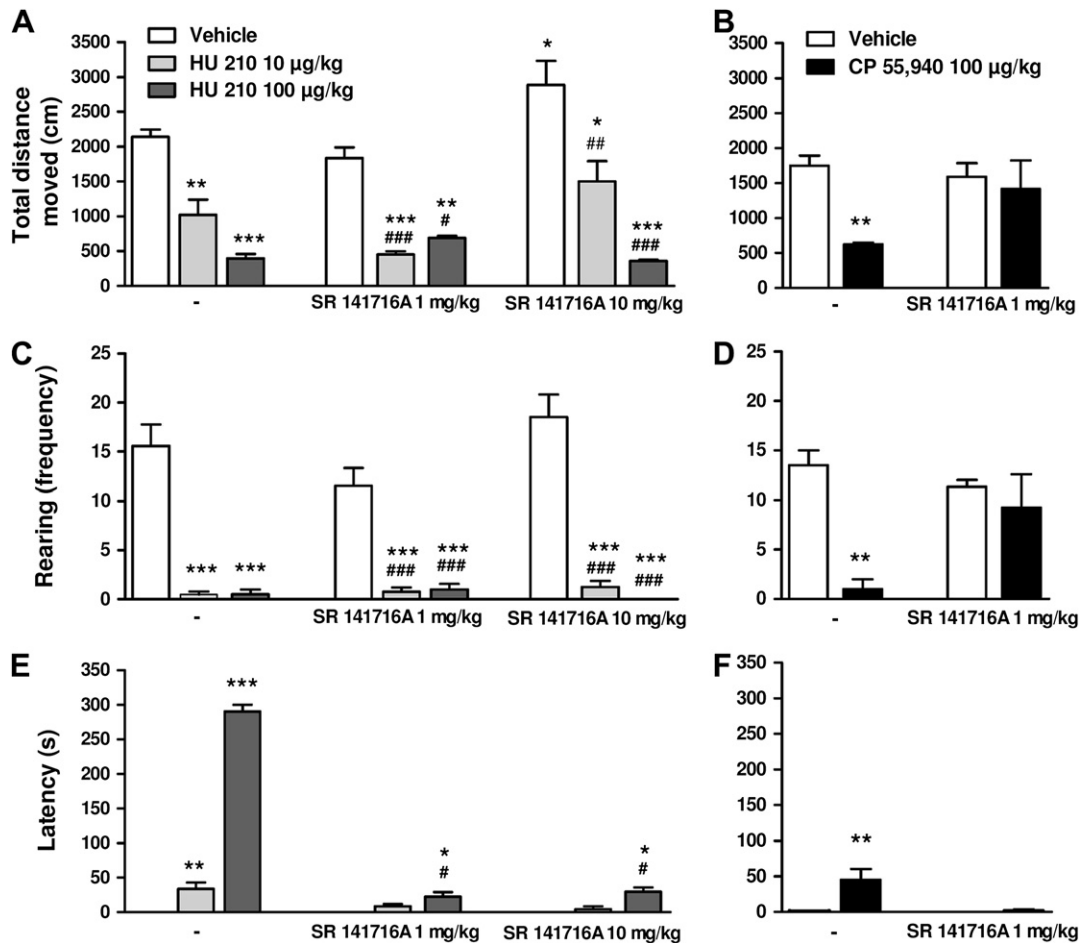 A
B
Total distance
moved (cm)
Vehicle
HU 210 10 µg/kg
HU 210 100 µg/kg
Vehicle
CP 55,940 100 µg/kg
3500
3000
2500
2000
1500
1000
500
0
** *** *** ### ** # * * ## *** ###
- SR 141716A 1 mg/kg SR 141716A 10 mg/kg
3500
3000
2500
2000
1500
1000
500
0
**
- SR 141716A 1 mg/kg
C
D
Rearing (frequency)
25
20
15
10
5
0
*** *** *** ### *** ### *** ### *** ###
- SR 141716A 1 mg/kg SR 141716A 10 mg/kg
25
20
15
10
5
0
**
- SR 141716A 1 mg/kg
E
F
Latency (s)
350
300
250
200
150
100
50
0
** *** * # * #
- SR 141716A 1 mg/kg SR 141716A 10 mg/kg
350
300
250
200
150
100
50
0
**
- SR 141716A 1 mg/kg